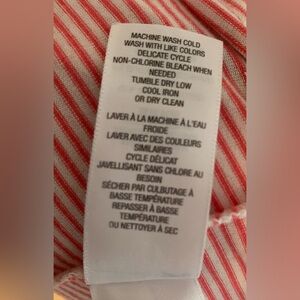 MACHINE WASH COLD
WASH WITH LIKE COLORS
DELICATE CYCLE
NON-CHLORINE BLEACH WHEN
NEEDED
TUMBLE DRY LOW
COOL IRON
OR DRY CLEAN
LAVER À LA MACHINE À L'EAU
FROIDE
LAVER AVEC DES COULEURS
SIMILAIRES
CYCLE DÉLICAT
JAVELLISANT SANS CHLORE AU
BESOIN
SÉCHER PAR CULBUTAGE À
BASSE TEMPÉRATURE
REPASSER À BASSE
TEMPÉRATURE
OU NETTOYER À SEC